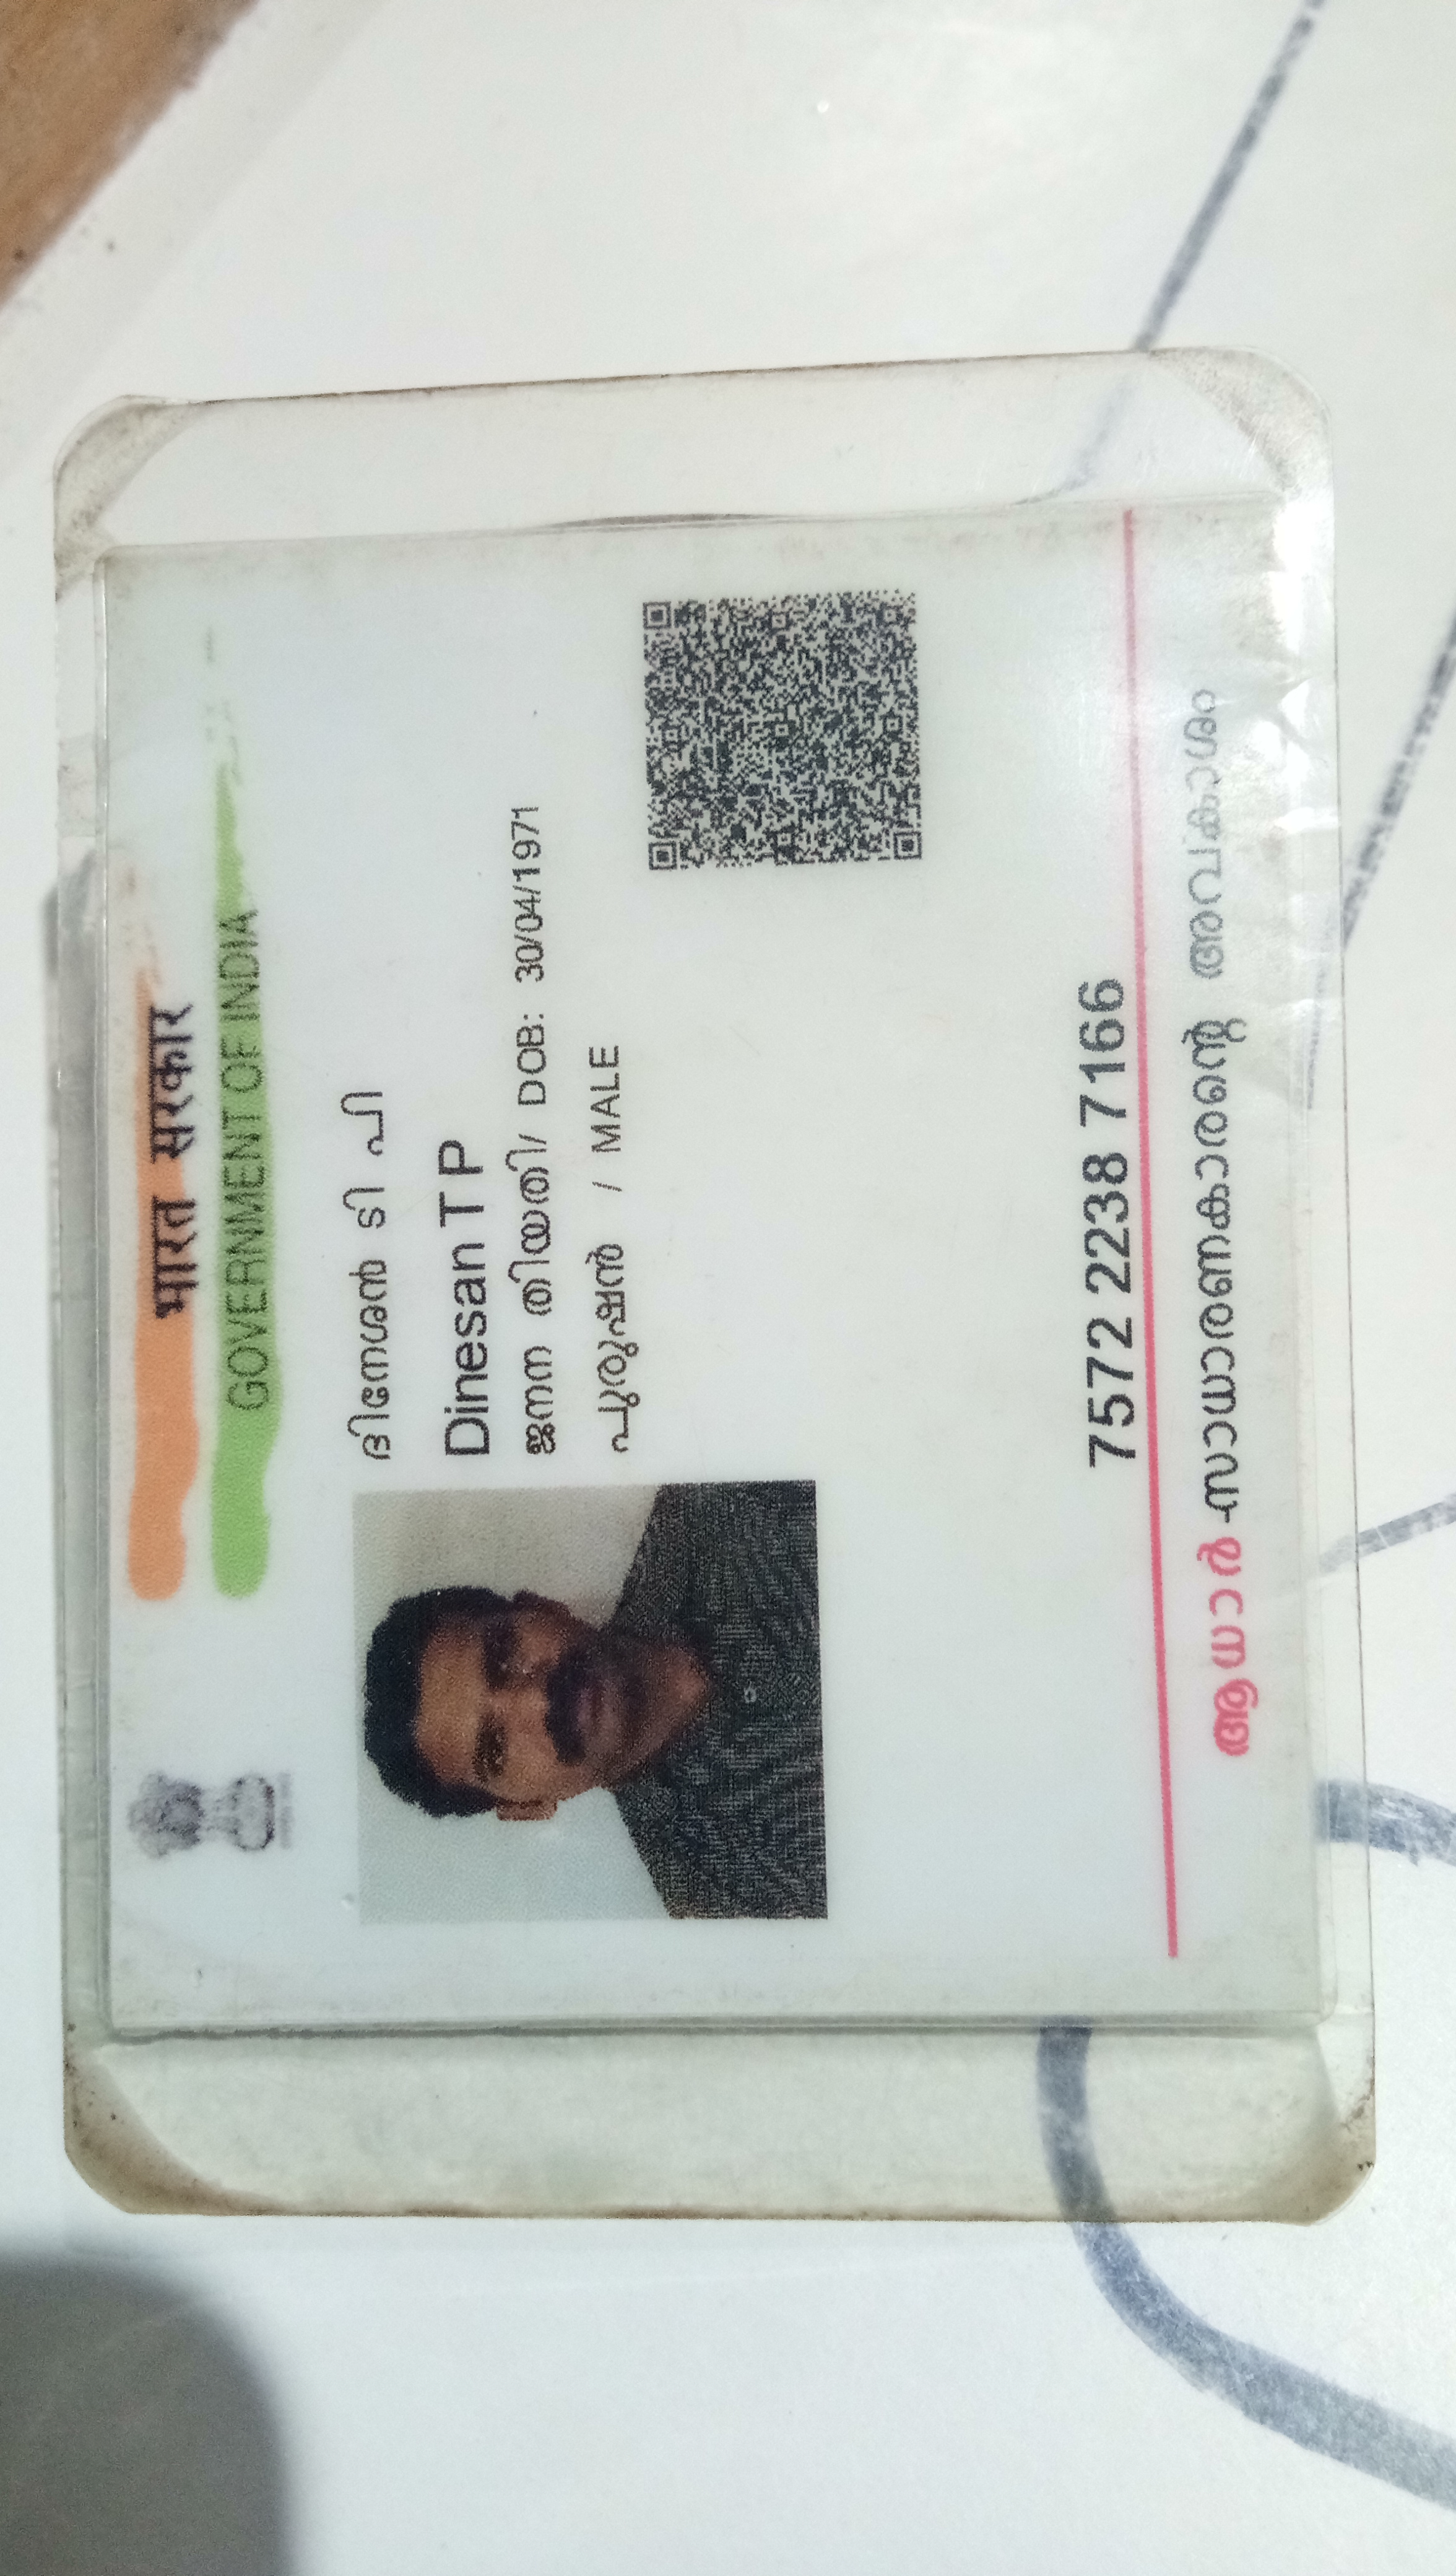 भारत सरकार
GOVERNMENT OF INDIA
ദിനേശൻ ടി പി
Dinesan T P
ജനന തിയതി/ DOB: 30/04/1971
പുരുഷൻ / MALE
7572 2238 7166
ആധാർ-സാധാരണക്കാരന്റെ അവകാശം